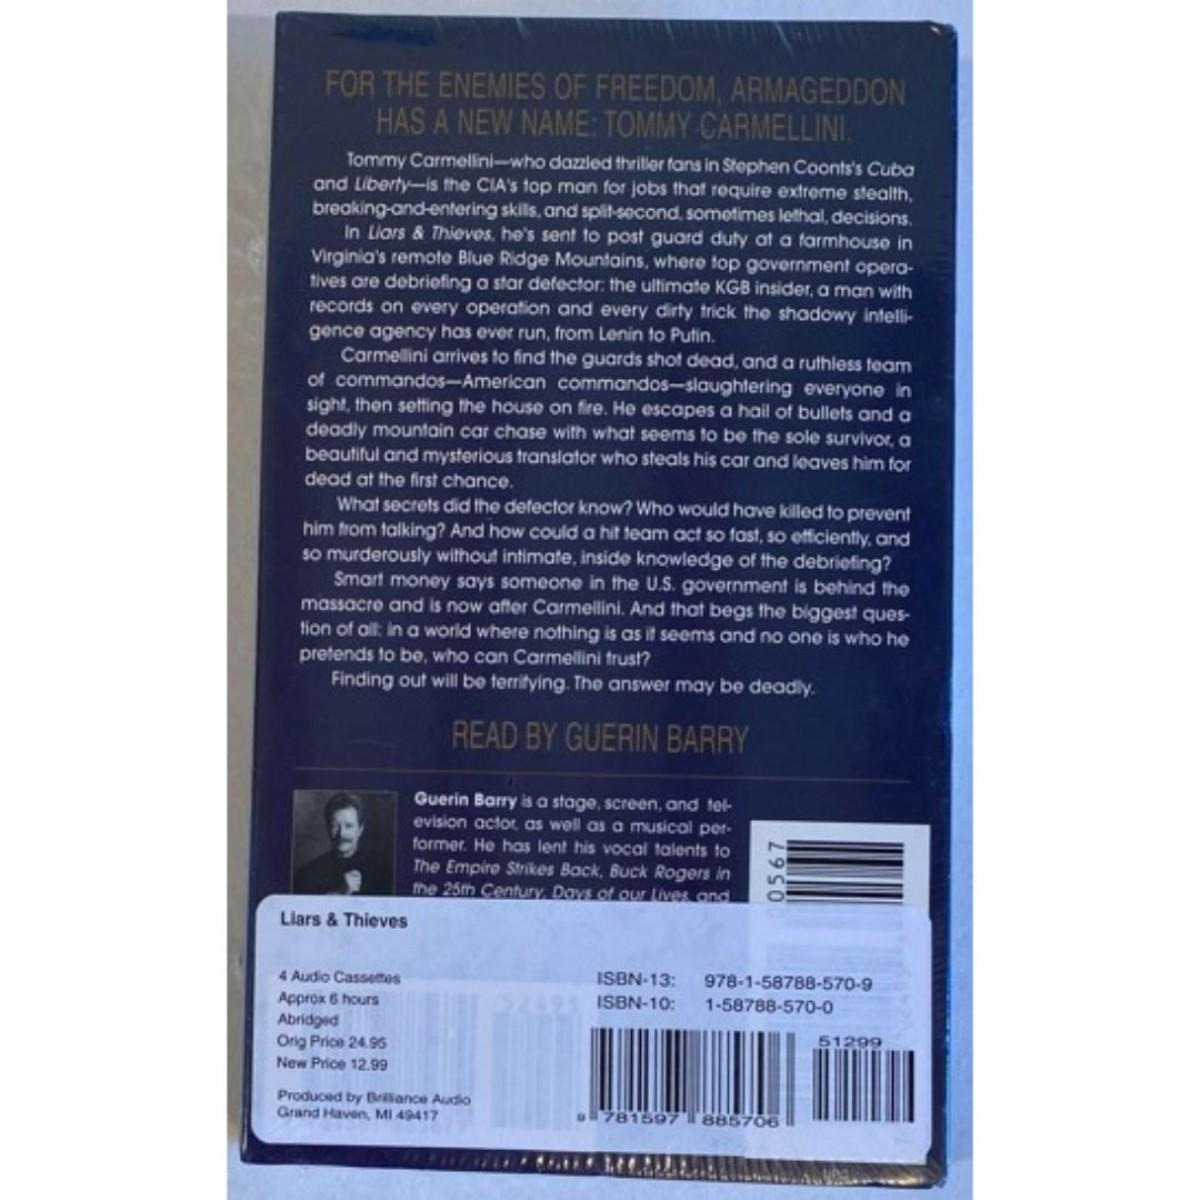 FOR THE ENEMIES OF FREEDOM, ARMAGEDDON
HAS A NEW NAME: TOMMY CARMELLINI.
Tommy Carmellini—who dazzled thriller fans in Stephen Coonts's Cuba
and Liberty—is the CIA's top man for jobs that require extreme stealth,
breaking-and-entering skills, and split-second, sometimes lethal, decisions.
In Liars & Thieves, he's sent to post guard duty at a farmhouse in
Virginia's remote Blue Ridge Mountains, where top government opera-
tives are debriefing a star defector: the ultimate KGB insider, a man with
records on every operation and every dirty trick the shadowy intelli-
gence agency has ever run, from Lenin to Putin.
Carmellini arrives to find the guards shot dead, and a ruthless team
of commandos—American commandos—slaughtering everyone in
sight, then setting the house on fire. He escapes a hail of bullets and a
deadly mountain car chase with what seems to be the sole survivor, a
beautiful and mysterious translator who steals his car and leaves him for
dead at the first chance.
What secrets did the defector know? Who would have killed to prevent
him from talking? And how could a hit team act so fast, so efficiently, and
so murderously without intimate, inside knowledge of the debriefing?
Smart money says someone in the U.S. government is behind the
massacre and is now after Carmellini. And that begs the biggest ques-
tion of all: in a world where nothing is as it seems and no one is who he
pretends to be, who can Carmellini trust?
Finding out will be terrifying. The answer may be deadly.
READ BY GUERIN BARRY
Guerin Barry is a stage, screen, and tel-
evision actor, as well as a musical per-
former. He has lent his vocal talents to
The Empire Strikes Back, Buck Rogers in
the 25th Century, Days of our Lives, and
0567
Liars & Thieves
4 Audio Cassettes
Approx 6 hours
Abridged
Orig Price 24.95
New Price 12.99
Produced by Brilliance Audio
Grand Haven, MI 49417
ISBN-13: 978-1-58788-570-9
ISBN-10: 1-58788-570-0
51299
9 781597 885706